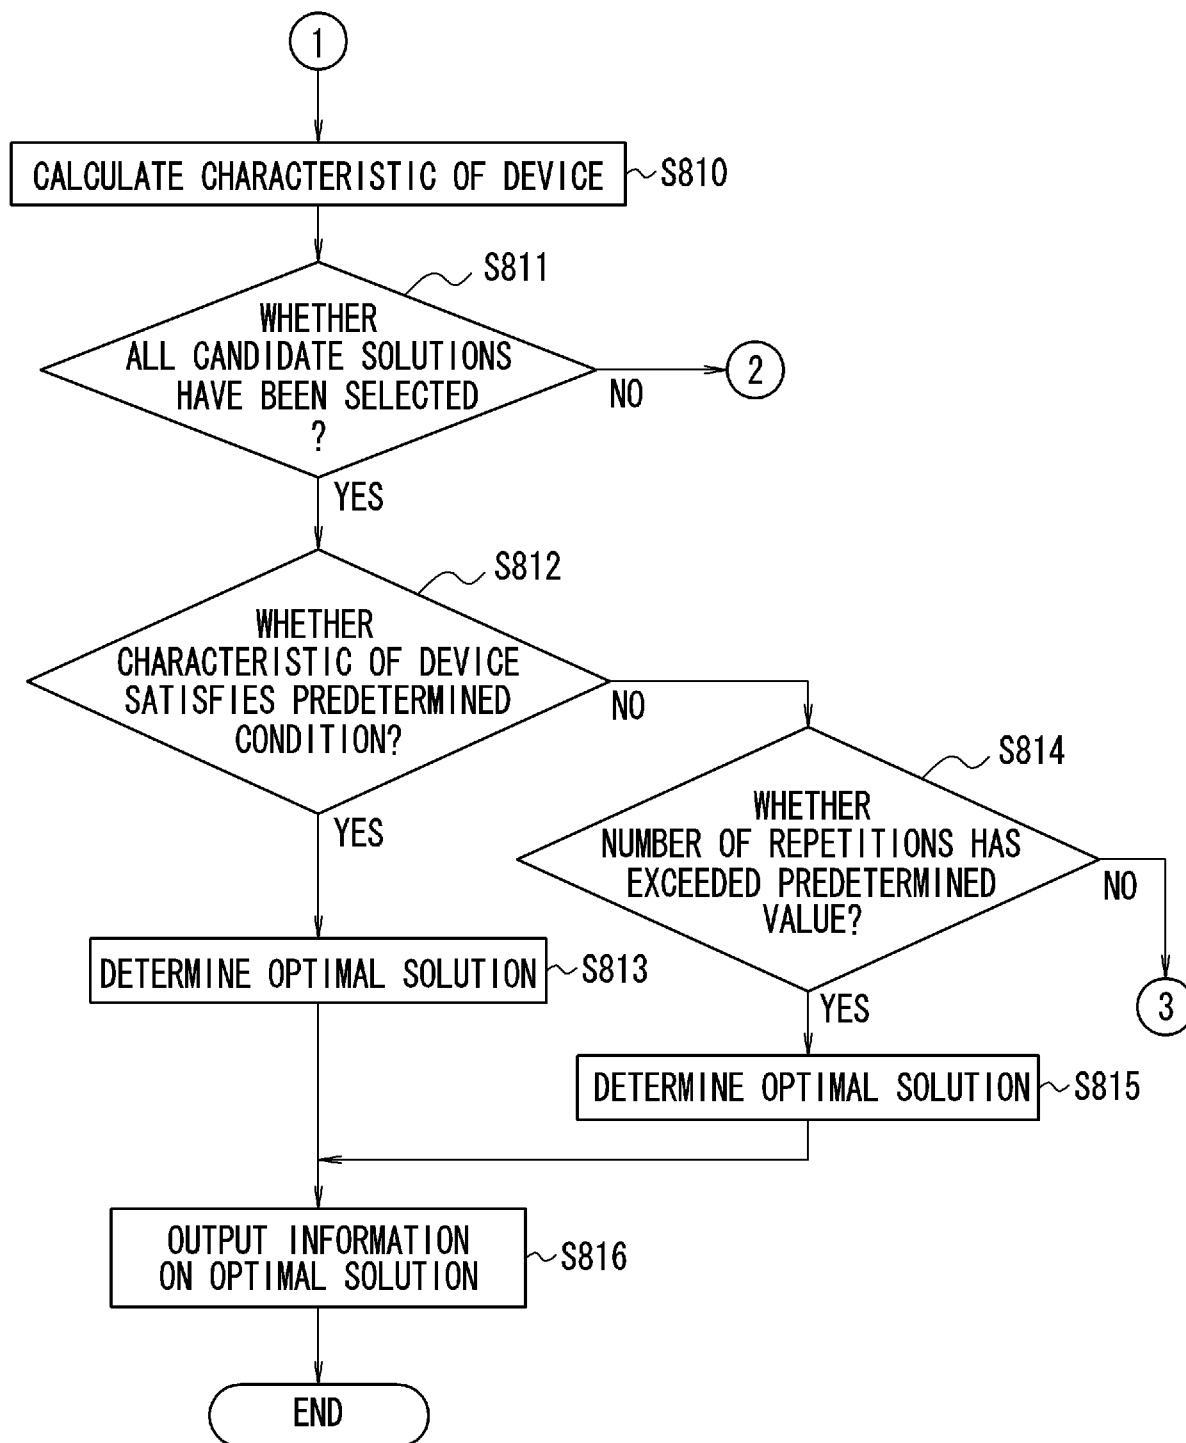 1
CALCULATE CHARACTERISTIC OF DEVICE
S810
S811
WHETHER
ALL CANDIDATE SOLUTIONS
HAVE BEEN SELECTED
?
NO
2
YES
S812
WHETHER
CHARACTERISTIC OF DEVICE
SATISFIES PREDETERMINED
CONDITION?
NO
YES
S814
WHETHER
NUMBER OF REPETITIONS HAS
EXCEEDED PREDETERMINED
VALUE?
NO
3
YES
DETERMINE OPTIMAL SOLUTION
S813
DETERMINE OPTIMAL SOLUTION
S815
OUTPUT INFORMATION
ON OPTIMAL SOLUTION
S816
END